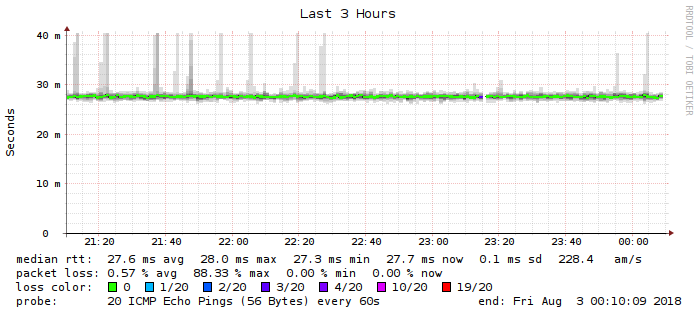 Last 3 Hours
RRDTOOL / TOBI OETIKER
Seconds
40 m
30 m
20 m
10 m
0
21:20 21:40 22:00 22:20 22:40 23:00 23:20 23:40 00:00
median rtt: 27.6 ms avg 28.0 ms max 27.3 ms min 27.7 ms now 0.1 ms sd 228.4 am/s
packet loss: 0.57 % avg 88.33 % max 0.00 % min 0.00 % now
loss color: 0 1/20 2/20 3/20 4/20 10/20 19/20
probe: 20 ICMP Echo Pings (56 Bytes) every 60s end: Fri Aug 3 00:10:09 2018